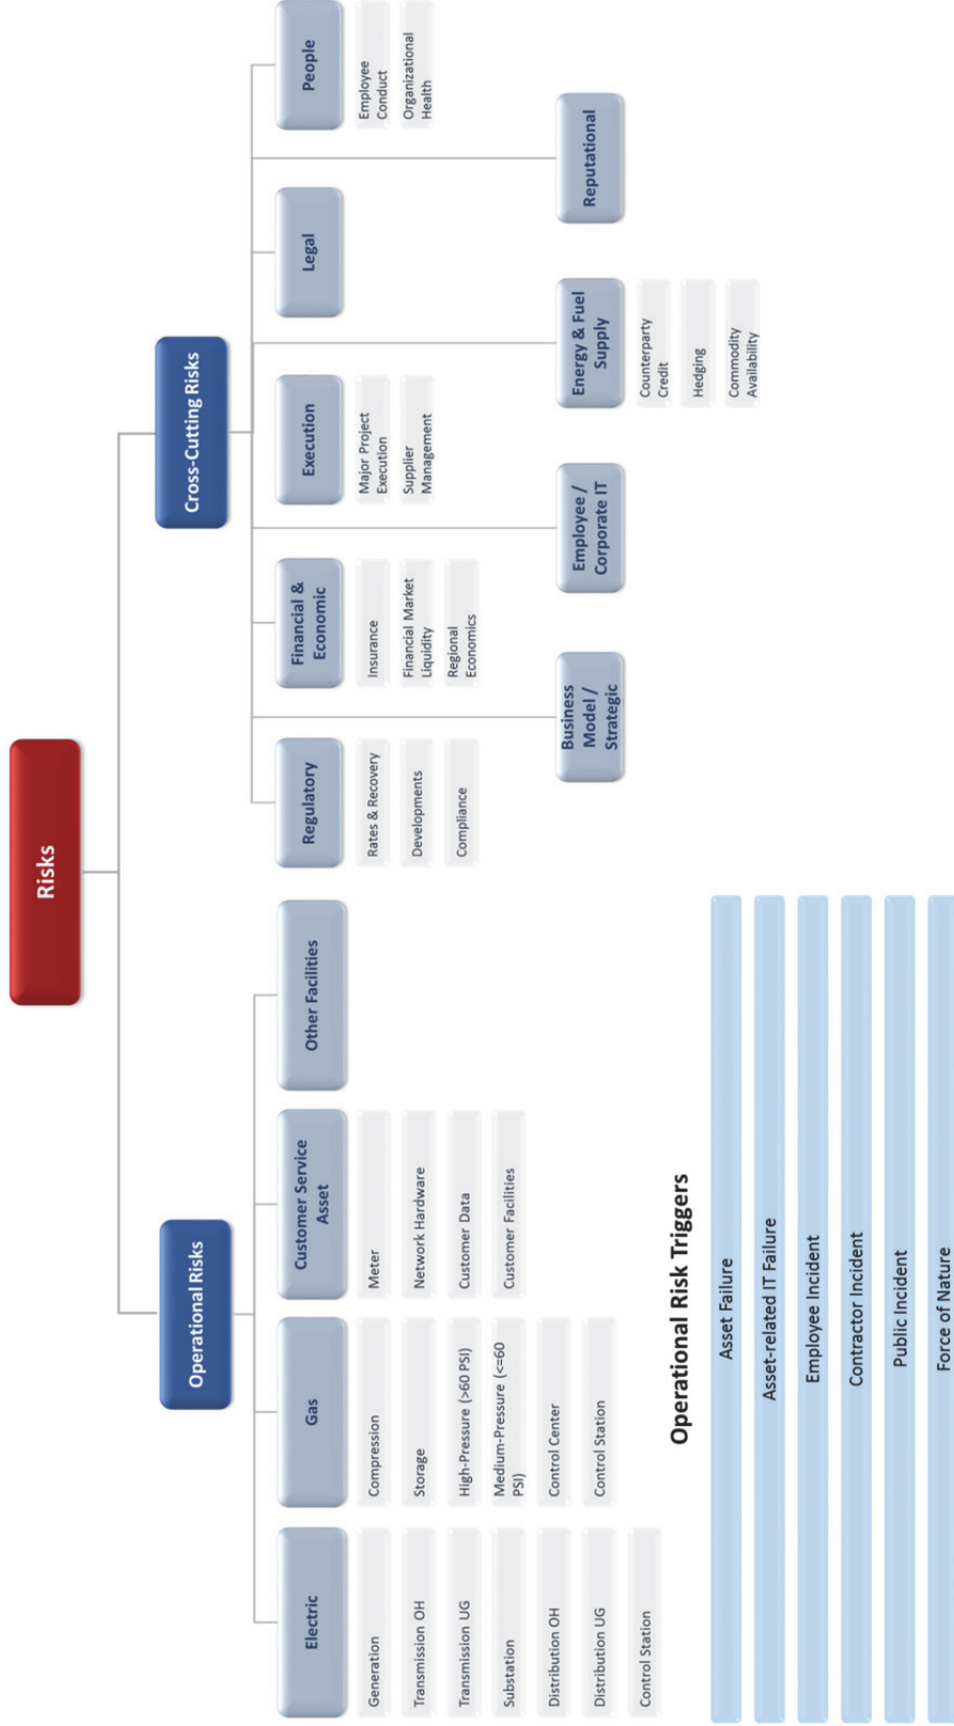 Risks
Operational Risks
Cross-Cutting Risks
Electric
Generation
Transmission OH
Transmission UG
Substation
Distribution OH
Distribution UG
Control Station
Gas
Compression
Storage
High-Pressure (>60 PSI)
Medium-Pressure (<=60
PSI)
Control Center
Control Station
Customer Service
Asset
Meter
Network Hardware
Customer Data
Customer Facilities
Other Facilities
Regulatory
Rates & Recovery
Developments
Compliance
Financial &
Economic
Insurance
Financial Market
Liquidity
Regional
Economics
Execution
Major Project
Execution
Supplier
Management
Legal
People
Employee
Conduct
Organizational
Health
Business
Model /
Strategic
Employee /
Corporate IT
Energy & Fuel
Supply
Counterparty
Credit
Hedging
Commodity
Availability
Reputational
Operational Risk Triggers
Asset Failure
Asset-related IT Failure
Employee Incident
Contractor Incident
Public Incident
Force of Nature